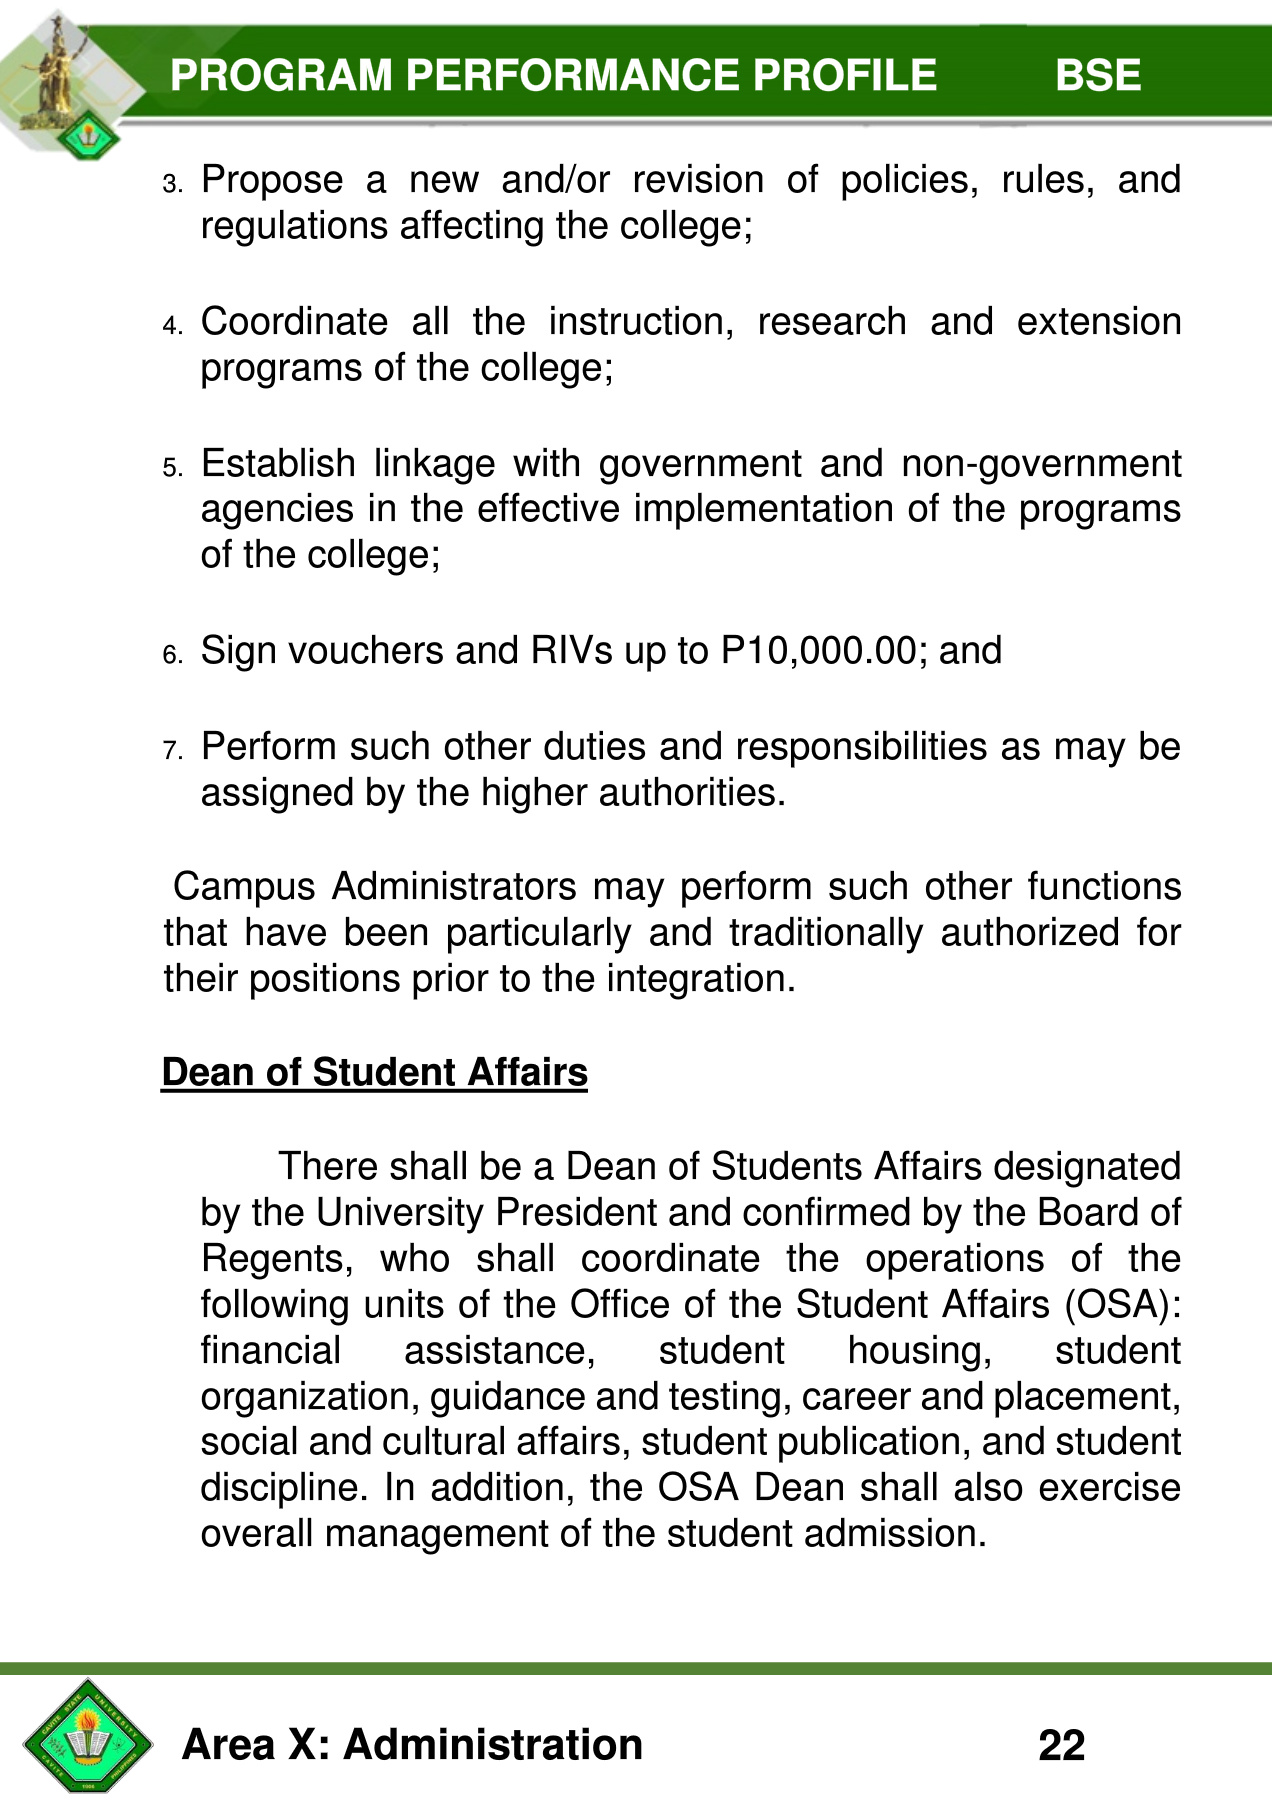 PROGRAM PERFORMANCE PROFILE BSE
3. Propose a new and/or revision of policies, rules, and
regulations affecting the college;
4. Coordinate all the instruction, research and extension
programs of the college;
5. Establish linkage with government and non-government
agencies in the effective implementation of the programs
of the college;
6. Sign vouchers and RIVs up to P10,000.00; and
7. Perform such other duties and responsibilities as may be
assigned by the higher authorities.
Campus Administrators may perform such other functions
that have been particularly and traditionally authorized for
their positions prior to the integration.
Dean of Student Affairs
There shall be a Dean of Students Affairs designated
by the University President and confirmed by the Board of
Regents, who shall coordinate the operations of the
following units of the Office of the Student Affairs (OSA):
financial assistance, student housing, student
organization, guidance and testing, career and placement,
social and cultural affairs, student publication, and student
discipline. In addition, the OSA Dean shall also exercise
overall management of the student admission.
CAVITE STATE UNIVERSITY
CAVITE 1906 PHILIPPINES
Area X: Administration 22